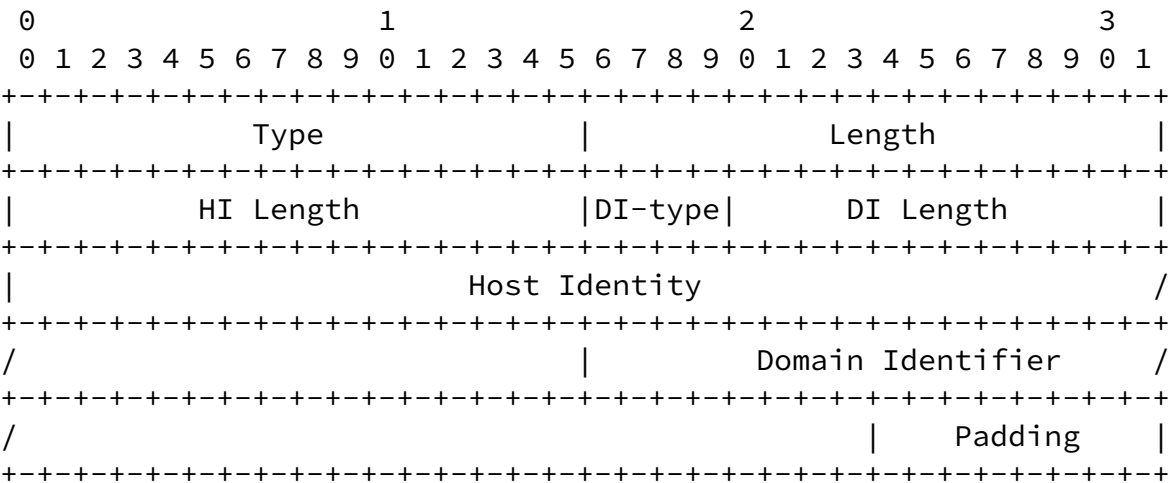 0                   1                   2                   3
 0 1 2 3 4 5 6 7 8 9 0 1 2 3 4 5 6 7 8 9 0 1 2 3 4 5 6 7 8 9 0 1
+-+-+-+-+-+-+-+-+-+-+-+-+-+-+-+-+-+-+-+-+-+-+-+-+-+-+-+-+-+-+-+-+
|             Type              |             Length            |
+-+-+-+-+-+-+-+-+-+-+-+-+-+-+-+-+-+-+-+-+-+-+-+-+-+-+-+-+-+-+-+-+
|          HI Length            |DI-type|      DI Length        |
+-+-+-+-+-+-+-+-+-+-+-+-+-+-+-+-+-+-+-+-+-+-+-+-+-+-+-+-+-+-+-+-+
|                         Host Identity                         /
+-+-+-+-+-+-+-+-+-+-+-+-+-+-+-+-+-+-+-+-+-+-+-+-+-+-+-+-+-+-+-+-+
/                               |         Domain Identifier     /
+-+-+-+-+-+-+-+-+-+-+-+-+-+-+-+-+-+-+-+-+-+-+-+-+-+-+-+-+-+-+-+-+
/                                               |    Padding    |
+-+-+-+-+-+-+-+-+-+-+-+-+-+-+-+-+-+-+-+-+-+-+-+-+-+-+-+-+-+-+-+-+